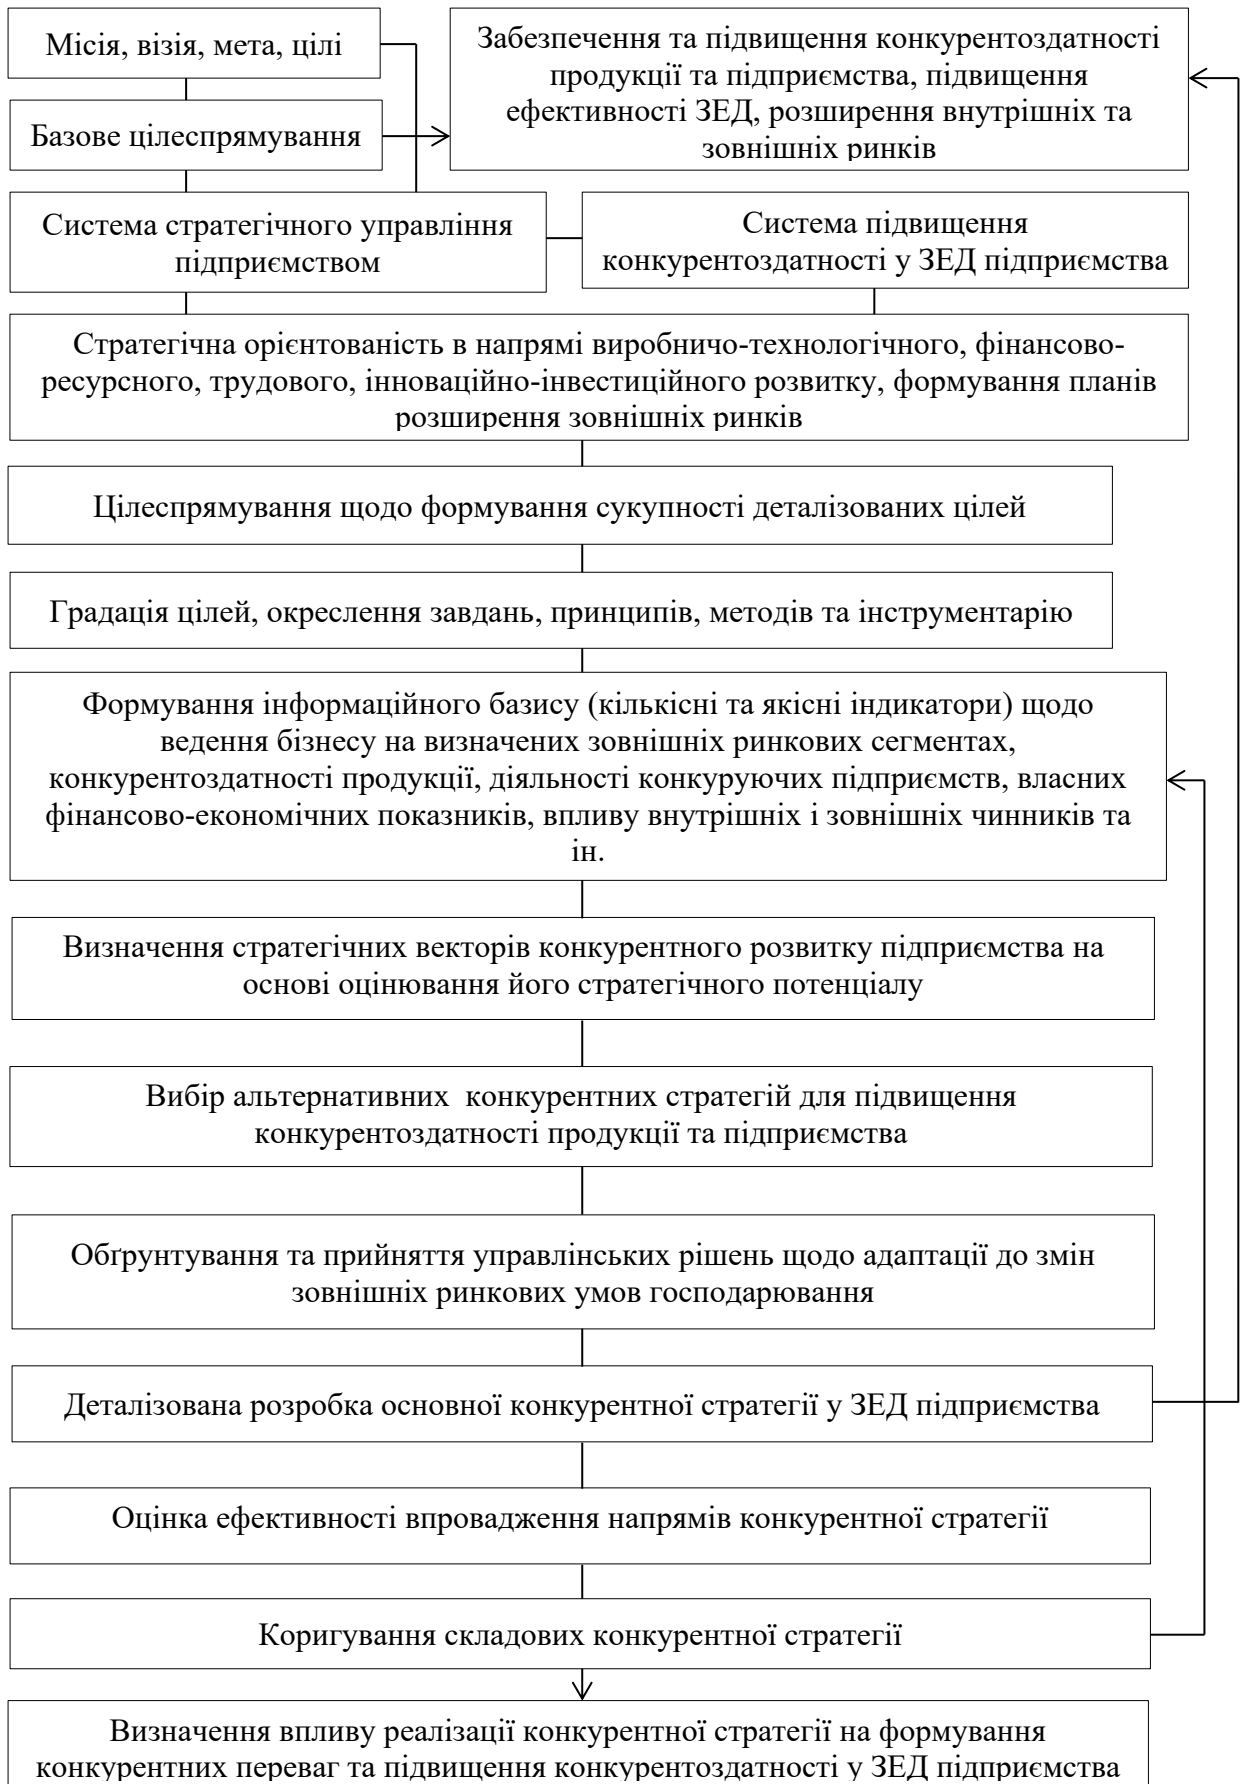 Місія, візія, мета, цілі
Забезпечення та підвищення конкурентоздатності
продукції та підприємства, підвищення
ефективності ЗЕД, розширення внутрішніх та
зовнішніх ринків
Базове цілеспрямування
Система стратегічного управління
підприємством
Система підвищення
конкурентоздатності у ЗЕД підприємства
Стратегічна орієнтованість в напрямі виробничо-технологічного, фінансово-
ресурсного, трудового, інноваційно-інвестиційного розвитку, формування планів
розширення зовнішніх ринків
Цілеспрямування щодо формування сукупності деталізованих цілей
Градація цілей, окреслення завдань, принципів, методів та інструментарію
Формування інформаційного базису (кількісні та якісні індикатори) щодо
ведення бізнесу на визначених зовнішніх ринкових сегментах,
конкурентоздатності продукції, діяльності конкуруючих підприємств, власних
фінансово-економічних показників, впливу внутрішніх і зовнішніх чинників та
ін.
Визначення стратегічних векторів конкурентного розвитку підприємства на
основі оцінювання його стратегічного потенціалу
Вибір альтернативних  конкурентних стратегій для підвищення
конкурентоздатності продукції та підприємства
Обґрунтування та прийняття управлінських рішень щодо адаптації до змін
зовнішніх ринкових умов господарювання
Деталізована розробка основної конкурентної стратегії у ЗЕД підприємства
Оцінка ефективності впровадження напрямів конкурентної стратегії
Коригування складових конкурентної стратегії
Визначення впливу реалізації конкурентної стратегії на формування
конкурентних переваг та підвищення конкурентоздатності у ЗЕД підприємства